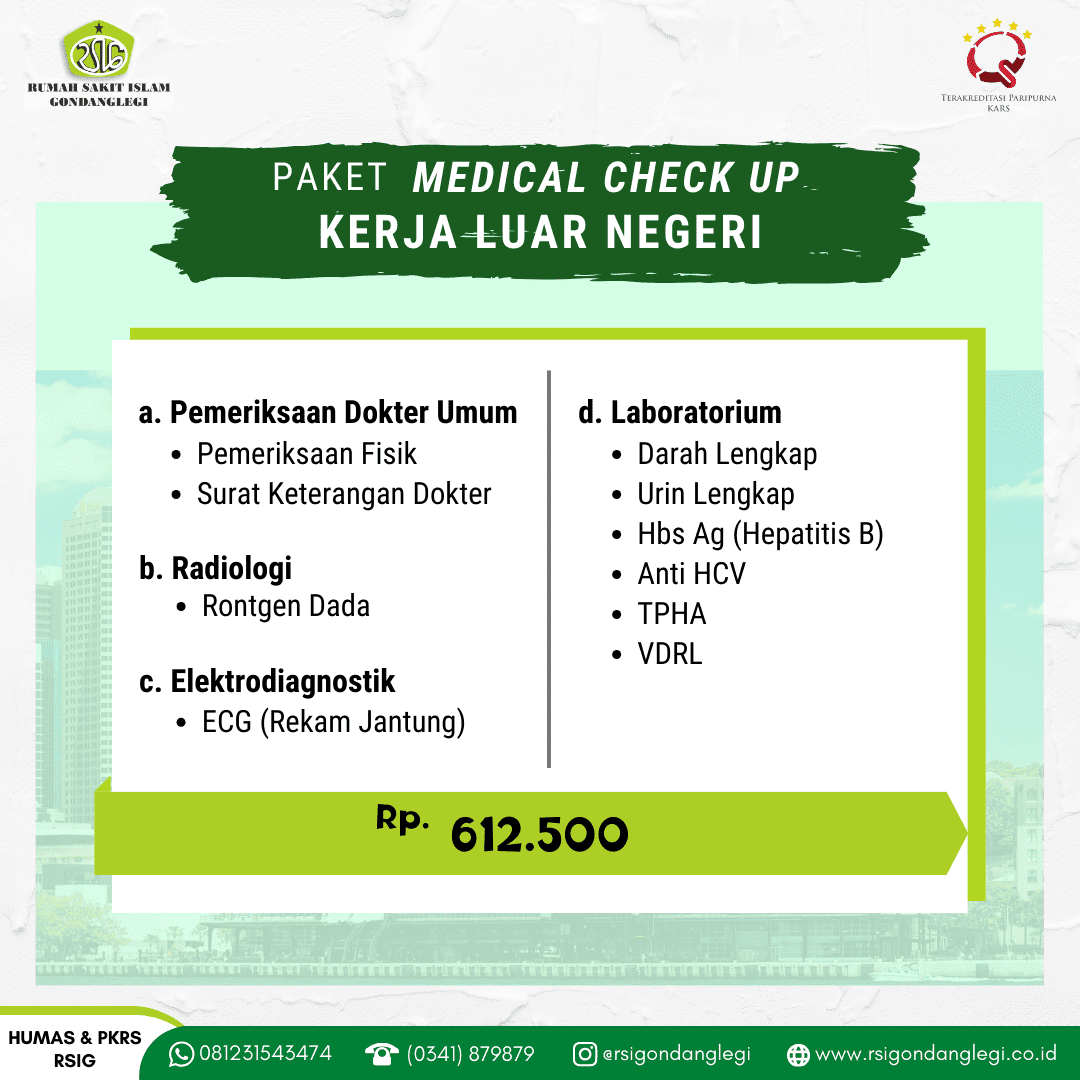 RSIG
RUMAH SAKIT ISLAM
GONDANGLEGI
TERAKREDITASI PARIPURNA
KARS
PAKET MEDICAL CHECK UP
KERJA LUAR NEGERI
a. Pemeriksaan Dokter Umum
• Pemeriksaan Fisik
• Surat Keterangan Dokter
b. Radiologi
• Rontgen Dada
c. Elektrodiagnostik
• ECG (Rekam Jantung)
d. Laboratorium
• Darah Lengkap
• Urin Lengkap
• Hbs Ag (Hepatitis B)
• Anti HCV
• TPHA
• VDRL
Rp. 612.500
HUMAS & PKRS
RSIG
081231543474 (0341) 879879 @rsigondanglegi www.rsigondanglegi.co.id